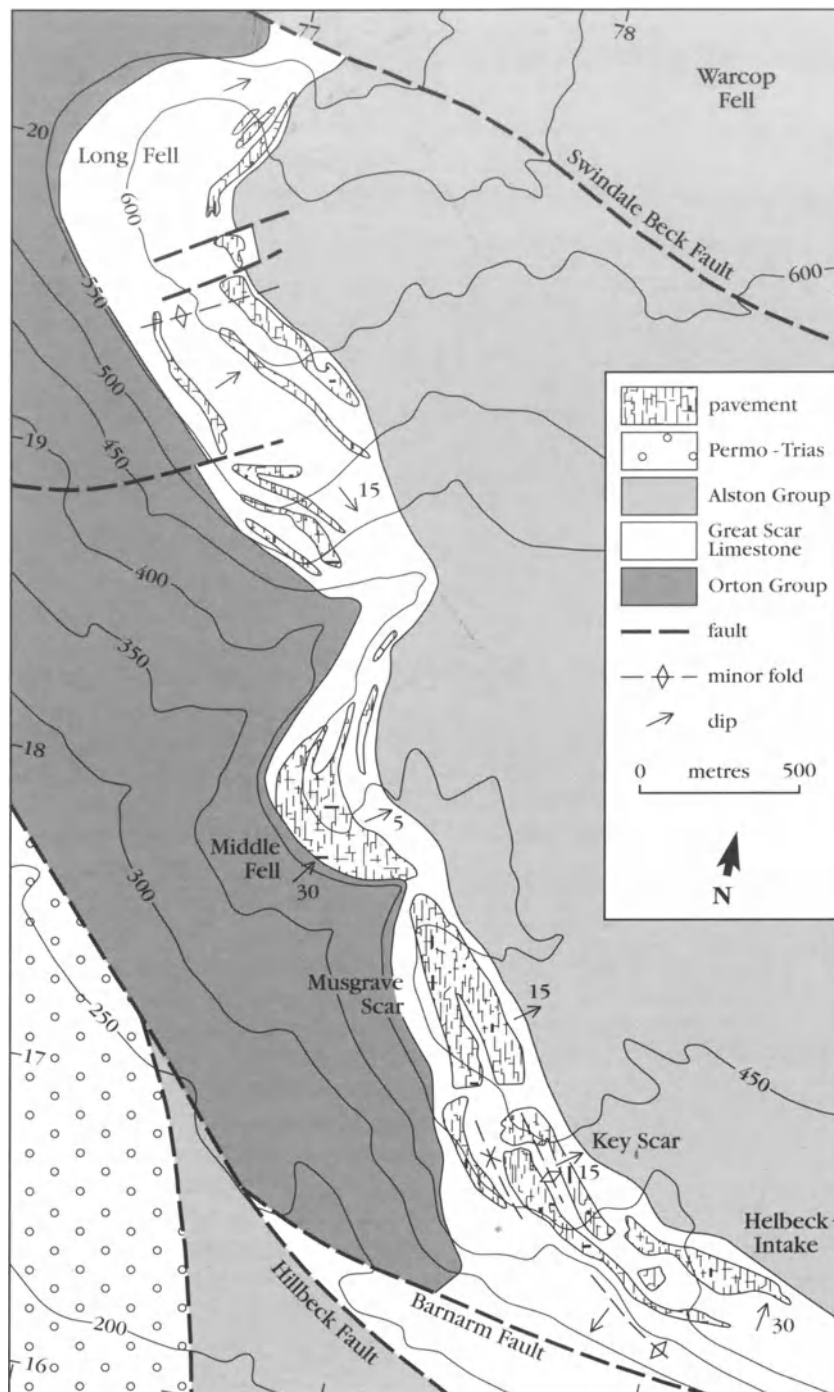 77
78
Warcop
Fell
20
Long Fell
600
Swindale Beck Fault
600
550
500
19
450
15
400
350
18
5
Middle
Fell
30
300
Musgrave
Scar
15
250
17
450
Key Scar
15
Helbeck
Intake
Hillbeck Fault
Barnarm Fault
30
200
16
77
pavement
Permo - Trias
Alston Group
Great Scar
Limestone
Orton Group
fault
minor fold
dip
0 metres 500
N